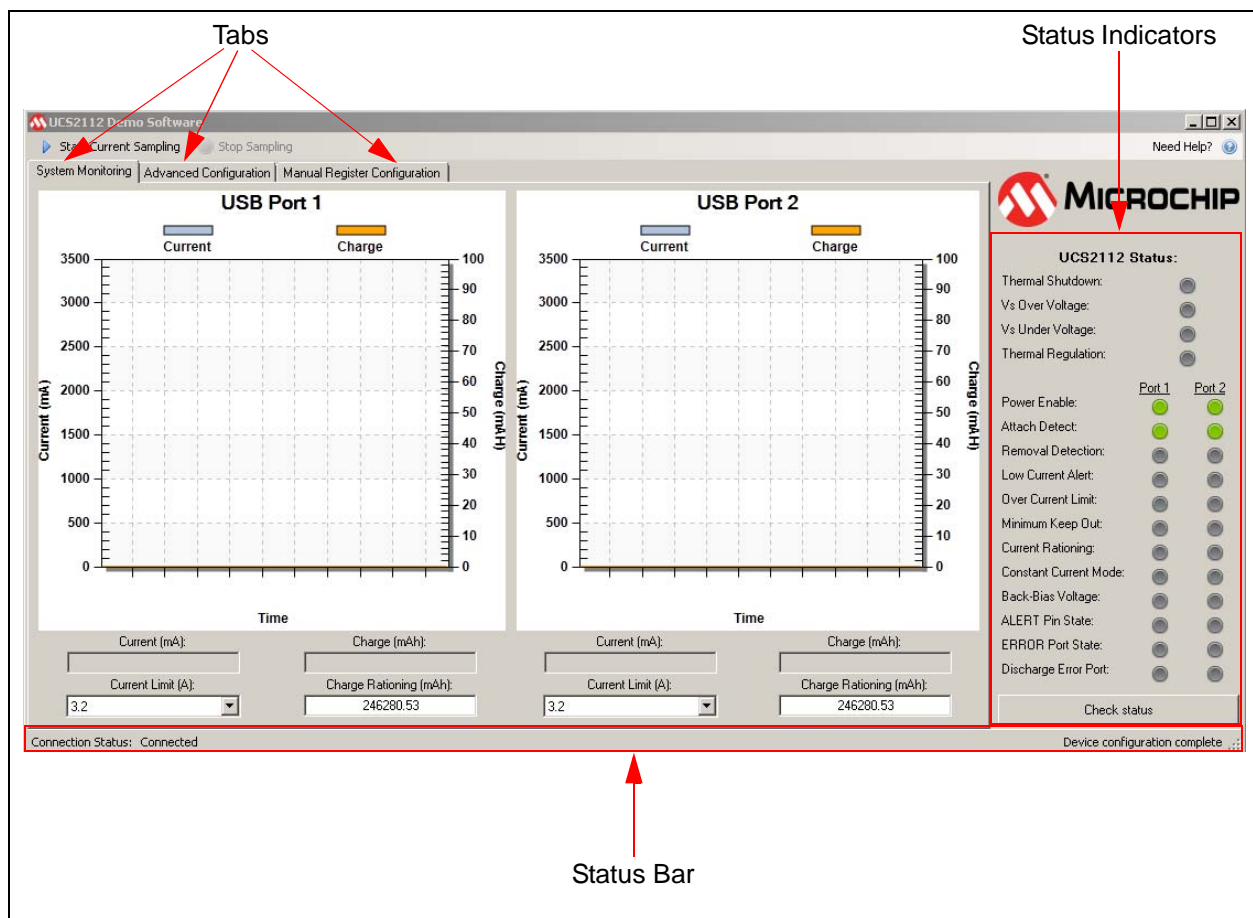 Tabs
Status Indicators
UCS2112 Demo Software
Start Current Sampling Stop Sampling Need Help?
System Monitoring Advanced Configuration Manual Register Configuration
MICROCHIP
USB Port 1
Current Charge
3500
3000
2500
2000
1500
1000
500
0
Current (mA)
100
90
80
70
60
50
40
30
20
10
0
Charge (mAH)
Time
Current (mA): Charge (mAh):
Current Limit (A): Charge Rationing (mAh):
3.2 246280.53
USB Port 2
Current Charge
3500
3000
2500
2000
1500
1000
500
0
Current (mA)
100
90
80
70
60
50
40
30
20
10
0
Charge (mAH)
Time
Current (mA): Charge (mAh):
Current Limit (A): Charge Rationing (mAh):
3.2 246280.53
UCS2112 Status:
Thermal Shutdown:
Vs Over Voltage:
Vs Under Voltage:
Thermal Regulation:
Port 1 Port 2
Power Enable:
Attach Detect:
Removal Detection:
Low Current Alert:
Over Current Limit:
Minimum Keep Out:
Current Rationing:
Constant Current Mode:
Back-Bias Voltage:
ALERT Pin State:
ERROR Port State:
Discharge Error Port:
Check status
Connection Status: Connected Device configuration complete
Status Bar